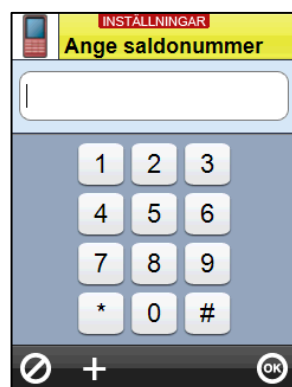 INSTÄLLNINGAR
Ange saldonummer
1 2 3
4 5 6
7 8 9
* 0 #
+ OK